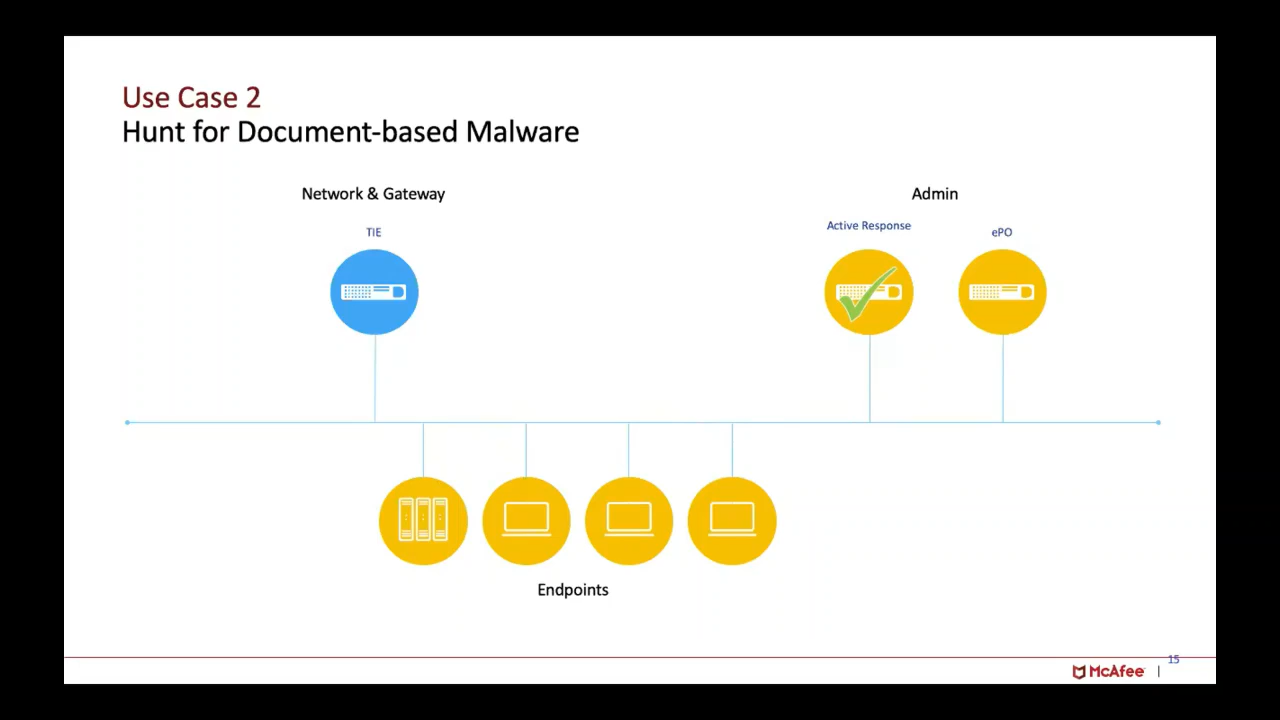 Use Case 2
Hunt for Document-based Malware
Network & Gateway
Admin
TIE
Active Response
ePO
Endpoints
15
McAfee |